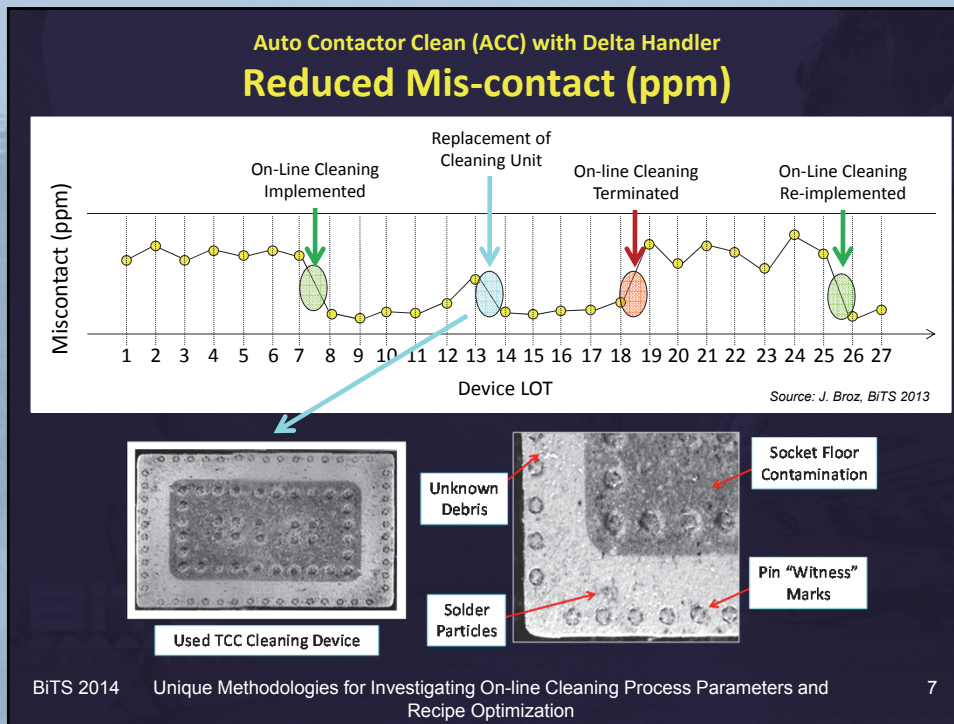 Auto Contactor Clean (ACC) with Delta Handler
Reduced Mis-contact (ppm)
Replacement of
Cleaning Unit
On-Line Cleaning
Implemented
On-line Cleaning
Terminated
On-Line Cleaning
Re-implemented
Miscontact (ppm)
1 2 3 4 5 6 7 8 9 10 11 12 13 14 15 16 17 18 19 20 21 22 23 24 25 26 27
Device LOT
Source: J. Broz, BiTS 2013
Unknown
Debris
Socket Floor
Contamination
Solder
Particles
Pin "Witness"
Marks
Used TCC Cleaning Device
BiTS 2014 Unique Methodologies for Investigating On-line Cleaning Process Parameters and 7
Recipe Optimization